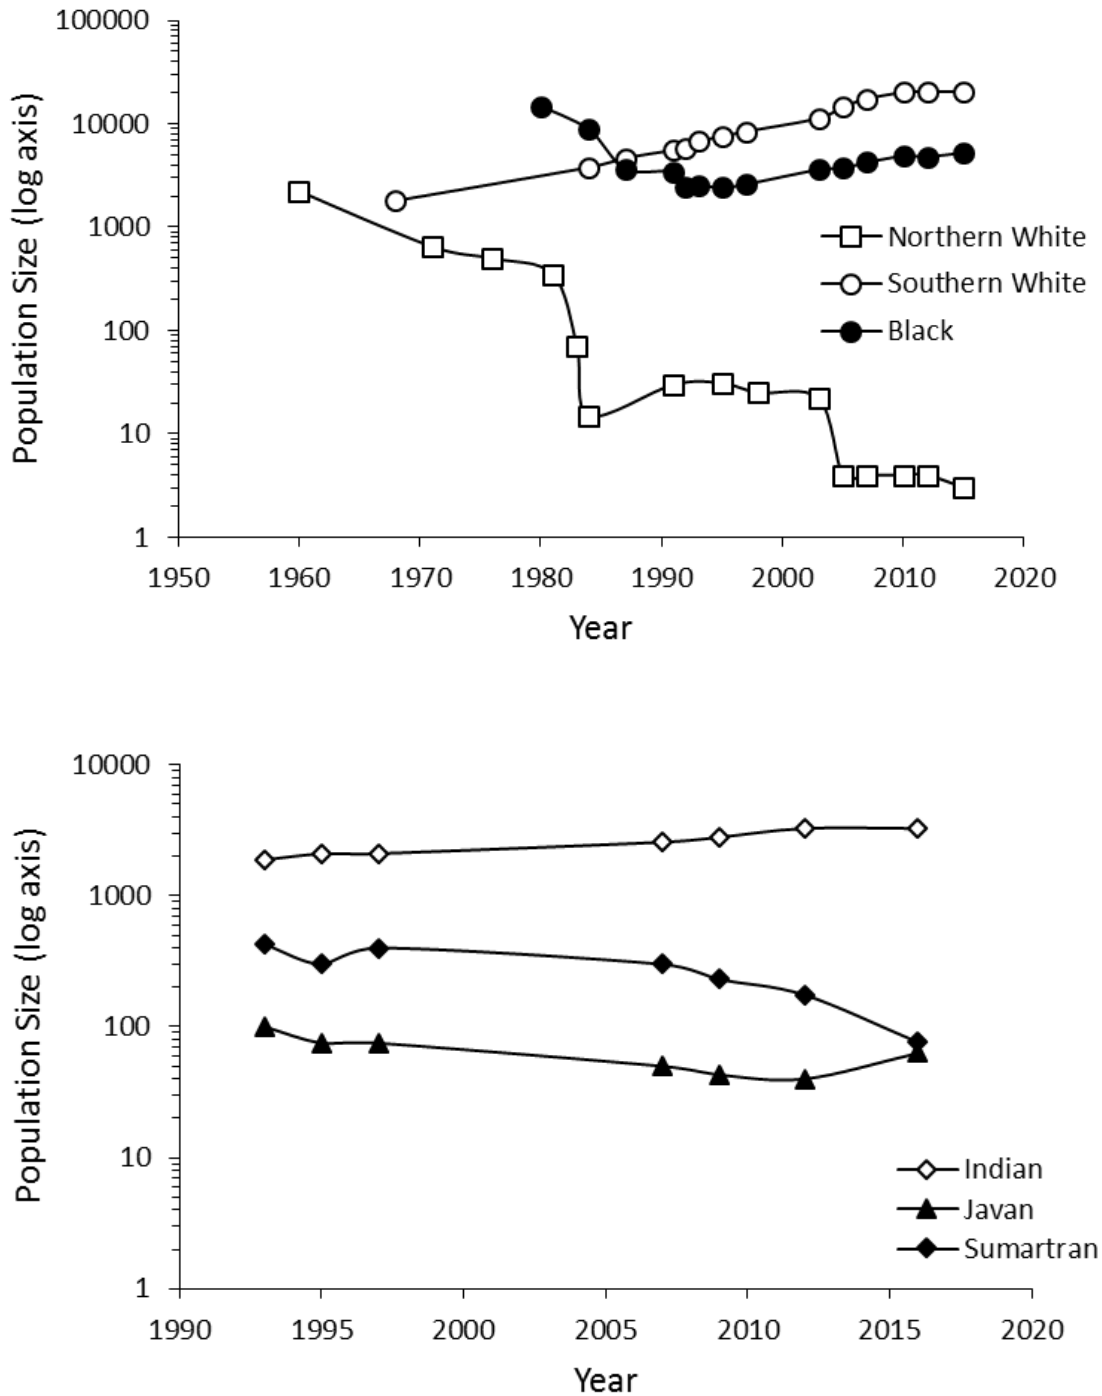 100000
10000
1000
100
10
1
Population Size (log axis)
Northern White
Southern White
Black
1950 1960 1970 1980 1990 2000 2010 2020
Year
10000
1000
100
10
1
Population Size (log axis)
Indian
Javan
Sumartran
1990 1995 2000 2005 2010 2015 2020
Year